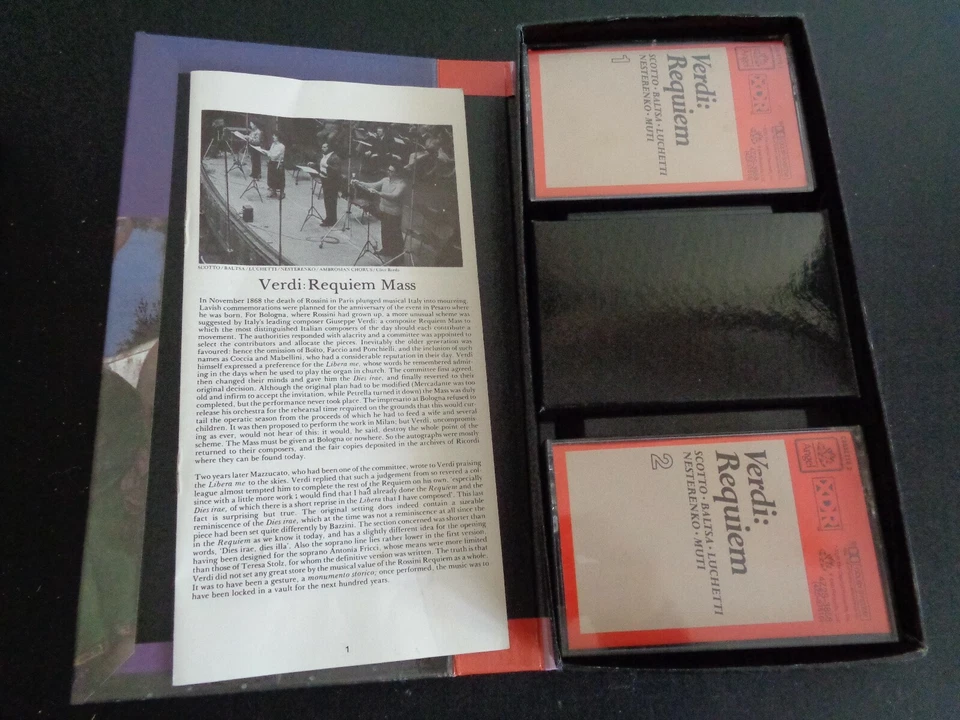 SCOTTO/BALTSA/LUCHETTI/NESTERENKO/AMBROSIAN CHORUS/
Verdi:Requiem Mass
In November 1868 the death of Rossini in Paris plunged musical Italy into mourning.
Lavish commemorations were planned for the anniversary of the event in Pesaro where
he was born. For Bologna, where Rossini had grown up, a more unusual scheme was
suggested by Italy's leading composer Giuseppe Verdi; a composite Requiem Mass to
which the most distinguished Italian composers of the day should each contribute a
movement. The authorities responded with alacrity and a committee was appointed to
select the contributors and allocate the pieces. Inevitably the older generation was
favoured: hence the omission of Boito, Faccio and Ponchielli, and the inclusion of such
names as Coccia and Mabellini, who had a considerable reputation in their day. Verdi
himself expressed a preference for the Libera me, whose words he remembered admir-
ing in the days when he used to play the organ in church. The committee first agreed,
then changed their minds and gave him the Dies irae, and finally reverted to their
original decision. Although the original plan had to be modified (Mercadante was too
old and infirm to accept the invitation, while Petrella turned it down) the Mass was duly
completed, but the performance never took place. The impresario at Bologna refused to
release his orchestra for the rehearsal time required on the grounds that this would cur-
tail the operatic season from the proceeds of which he had to feed a wife and several
children. It was then proposed to perform the work in Milan; but Verdi, uncompromis-
ing as ever, would not hear of this; it would, he said, destroy the whole point of the
scheme. The Mass must be given at Bologna or nowhere. So the autographs were mostly
returned to their composers, and the fair copies deposited in the archives of Ricordi
where they can be found today.
Two years later Mazzucato, who had been one of the committee, wrote to Verdi praising
the Libera me to the skies. Verdi replied that such a judgement from so revered a col-
league almost tempted him to complete the rest of the Requiem on his own, 'especially
since with a little more work I would find that I had already done the Requiem and the
Dies irae, of which there is a short reprise in the Libera that I have composed'. This last
fact is surprising but true. The original setting does indeed contain a sizeable
reminiscence of the Dies irae, which at the time was not a reminiscence at all since the
piece had been set quite differently by Bazzini. The section concerned was shorter than
in the Requiem as we know it today, and has a slightly different idea for the opening
words, 'Dies irae, dies illa'. Also the soprano line lies rather lower in the first version,
having been designed for the soprano Antonia Fricci, whose means were more limited
than those of Teresa Stolz, for whom the definitive version was written. The truth is that
Verdi did not set any great store by the musical value of the Rossini Requiem as a whole.
It was to have been a gesture, a monumento storico; once performed, the music was to
have been locked in a vault for the next hundred years.
1
Verdi:
Requiem
SCOTTO · BALTSA · LUCHETTI
NESTERENKO · MUTI
1
Angel
XDR
Verdi:
Requiem
SCOTTO · BALTSA · LUCHETTI
NESTERENKO · MUTI
2
Angel
XDR